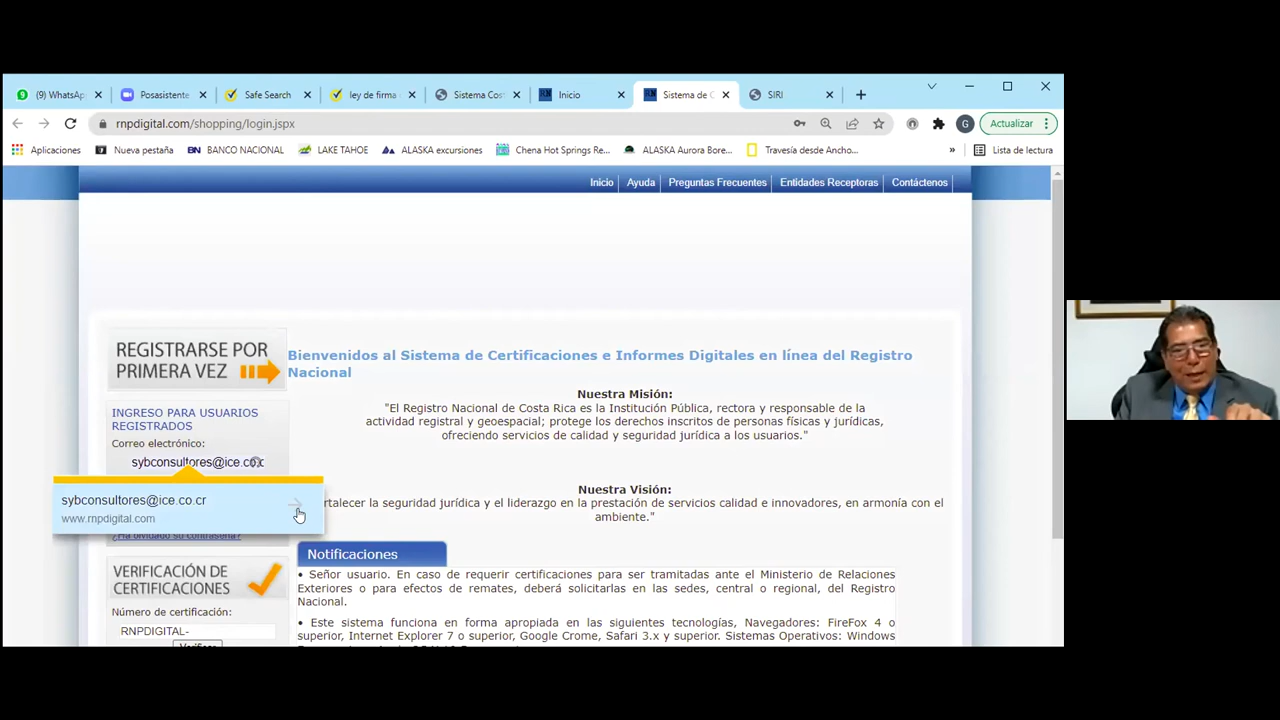 (9) WhatsAp
Posasistente
Safe Search
ley de firma
Sistema Cos
Inicio
Sistema de C
SIRI
rnpdigital.com/shopping/login.jspx
G
Actualizar
Aplicaciones
Nueva pestaña
BN BANCO NACIONAL
LAKE TAHOE
ALASKA excursiones
Chena Hot Springs Re...
ALASKA Aurora Bore...
Travesía desde Ancho...
»
Lista de lectura
Inicio
Ayuda
Preguntas Frecuentes
Entidades Receptoras
Contáctenos
REGISTRARSE POR
PRIMERA VEZ
Bienvenidos al Sistema de Certificaciones e Informes Digitales en línea del Registro
Nacional
Nuestra Misión:
"El Registro Nacional de Costa Rica es la Institución Pública, rectora y responsable de la
actividad registral y geoespacial; protege los derechos inscritos de personas físicas y jurídicas,
ofreciendo servicios de calidad y seguridad jurídica a los usuarios."
INGRESO PARA USUARIOS
REGISTRADOS
Correo electrónico:
sybconsultores@ice.co.c
sybconsultores@ice.co.cr
www.rnpdigital.com
¿Ha olvidado su contraseña?
Nuestra Visión:
rtalecer la seguridad jurídica y el liderazgo en la prestación de servicios calidad e innovadores, en armonía con el
ambiente."
Notificaciones
• Señor usuario. En caso de requerir certificaciones para ser tramitadas ante el Ministerio de Relaciones
Exteriores o para efectos de remates, deberá solicitarlas en las sedes, central o regional, del Registro
Nacional.
• Este sistema funciona en forma apropiada en las siguientes tecnologías, Navegadores: FireFox 4 o
superior, Internet Explorer 7 o superior, Google Crome, Safari 3.x y superior. Sistemas Operativos: Windows
VERIFICACIÓN DE
CERTIFICACIONES
Número de certificación:
RNPDIGITAL-
Verificar